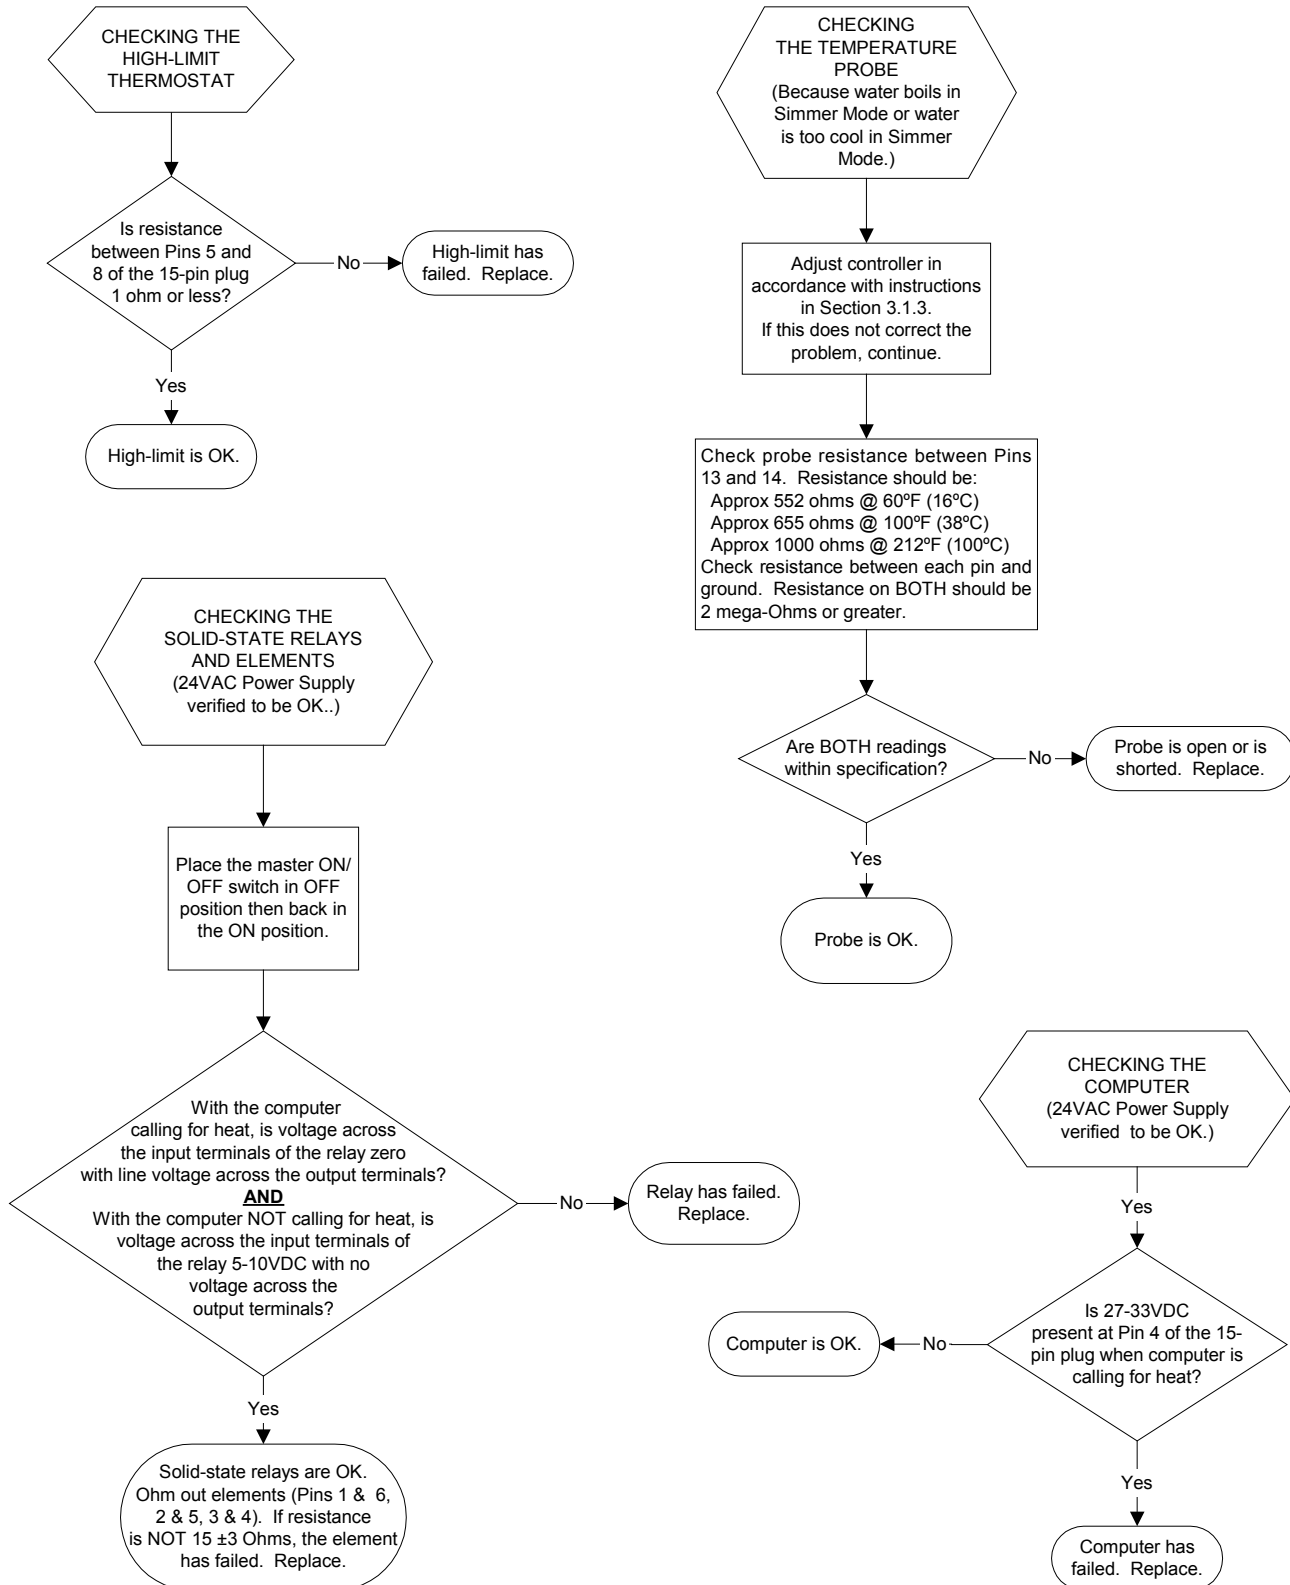 CHECKING THE
HIGH-LIMIT
THERMOSTAT
Is resistance
between Pins 5 and
8 of the 15-pin plug
1 ohm or less?
No
High-limit has
failed.  Replace.
Yes
High-limit is OK.
CHECKING
THE TEMPERATURE
PROBE
(Because water boils in
Simmer Mode or water
is too cool in Simmer
Mode.)
Adjust controller in
accordance with instructions
in Section 3.1.3.
If this does not correct the
problem, continue.
Check probe resistance between Pins
13 and 14.  Resistance should be:
Approx 552 ohms @ 60ºF (16ºC)
Approx 655 ohms @ 100ºF (38ºC)
Approx 1000 ohms @ 212ºF (100ºC)
Check resistance between each pin and
ground.  Resistance on BOTH should be
2 mega-Ohms or greater.
Are BOTH readings
within specification?
No
Probe is open or is
shorted.  Replace.
Yes
Probe is OK.
CHECKING THE
SOLID-STATE RELAYS
AND ELEMENTS
(24VAC Power Supply
verified to be OK..)
Place the master ON/
OFF switch in OFF
position then back in
the ON position.
With the computer
calling for heat, is voltage across
the input terminals of the relay zero
with line voltage across the output terminals?
AND
With the computer NOT calling for heat, is
voltage across the input terminals of
the relay 5-10VDC with no
voltage across the
output terminals?
No
Relay has failed.
Replace.
Yes
Solid-state relays are OK.
Ohm out elements (Pins 1 &  6,
2 & 5, 3 & 4).  If resistance
is NOT 15 ±3 Ohms, the element
has failed.  Replace.
CHECKING THE
COMPUTER
(24VAC Power Supply
verified  to be OK.)
Yes
Is 27-33VDC
present at Pin 4 of the 15-
pin plug when computer is
calling for heat?
No
Computer is OK.
Yes
Computer has
failed.  Replace.